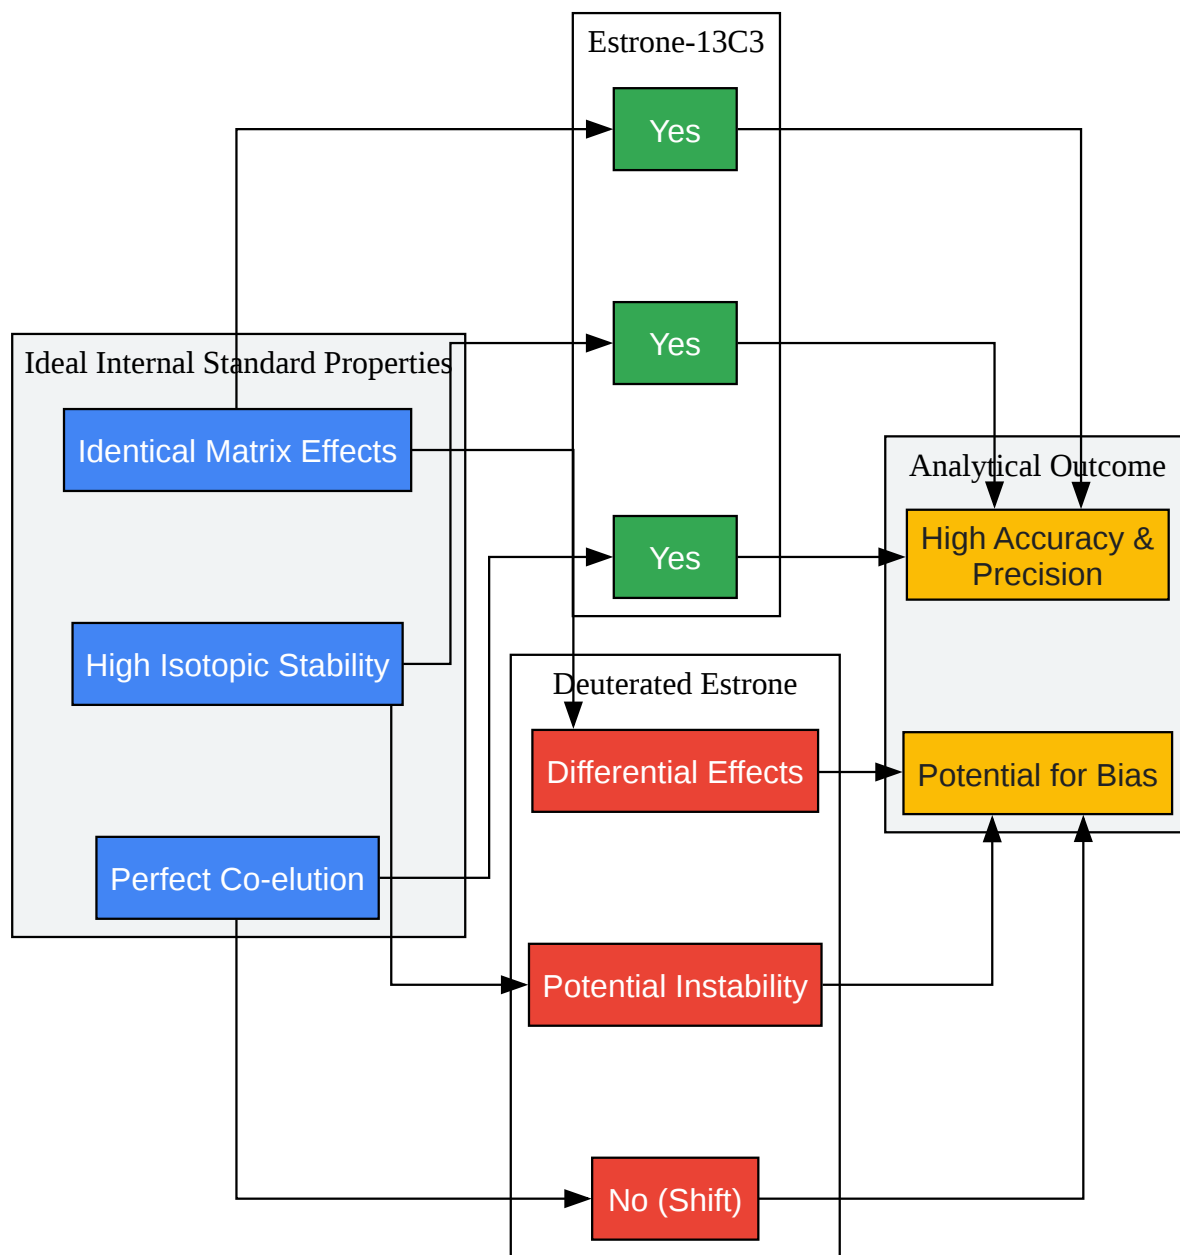 Estrone-13C3
Yes
Yes
Yes
Ideal Internal Standard Properties
Identical Matrix Effects
High Isotopic Stability
Perfect Co-elution
Deuterated Estrone
Differential Effects
Potential Instability
No (Shift)
Analytical Outcome
High Accuracy &
Precision
Potential for Bias